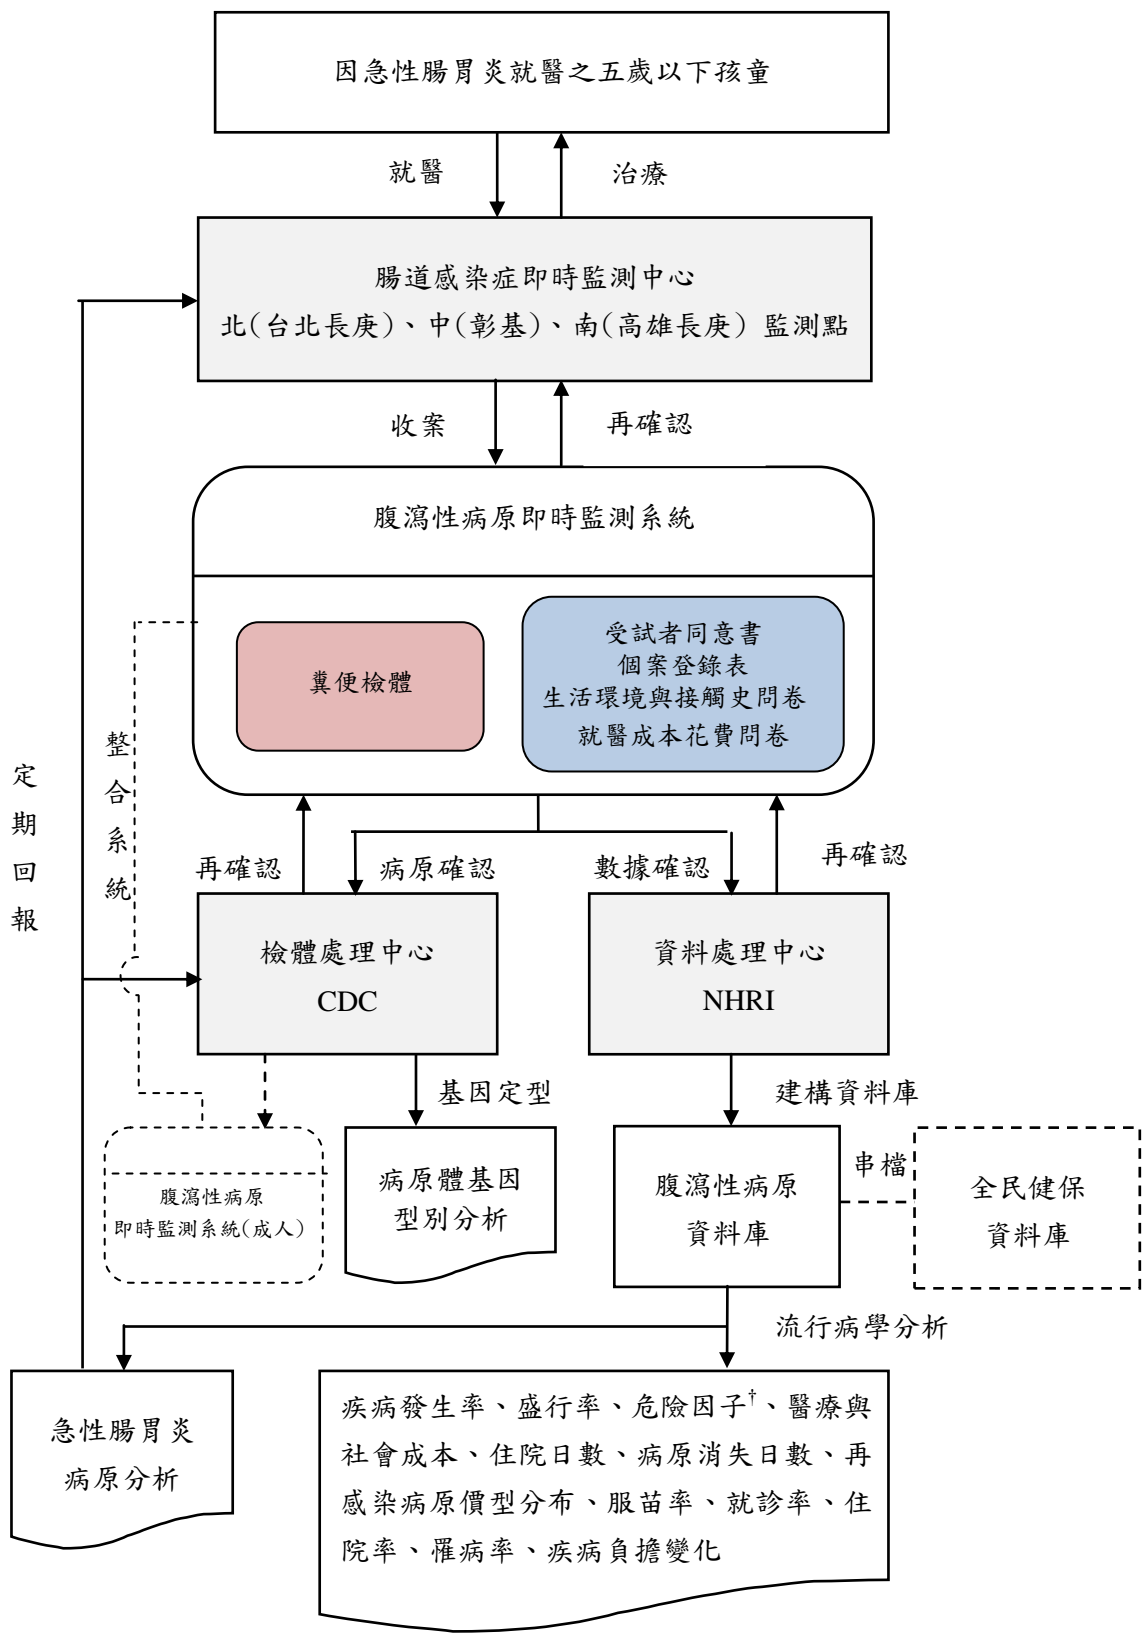 因急性腸胃炎就醫之五歲以下孩童
就醫
治療
腸道感染症即時監測中心
北(台北長庚)、中(彰基)、南(高雄長庚) 監測點
收案
再確認
腹瀉性病原即時監測系統
糞便檢體
受試者同意書
個案登錄表
生活環境與接觸史問卷
就醫成本花費問卷
整合系統
定期回報
再確認
病原確認
數據確認
再確認
檢體處理中心
CDC
資料處理中心
NHRI
基因定型
建構資料庫
腹瀉性病原
即時監測系統(成人)
病原體基因
型別分析
腹瀉性病原
資料庫
串檔
全民健保
資料庫
流行病學分析
急性腸胃炎
病原分析
疾病發生率、盛行率、危險因子†、醫療與
社會成本、住院日數、病原消失日數、再
感染病原價型分布、服苗率、就診率、住
院率、罹病率、疾病負擔變化